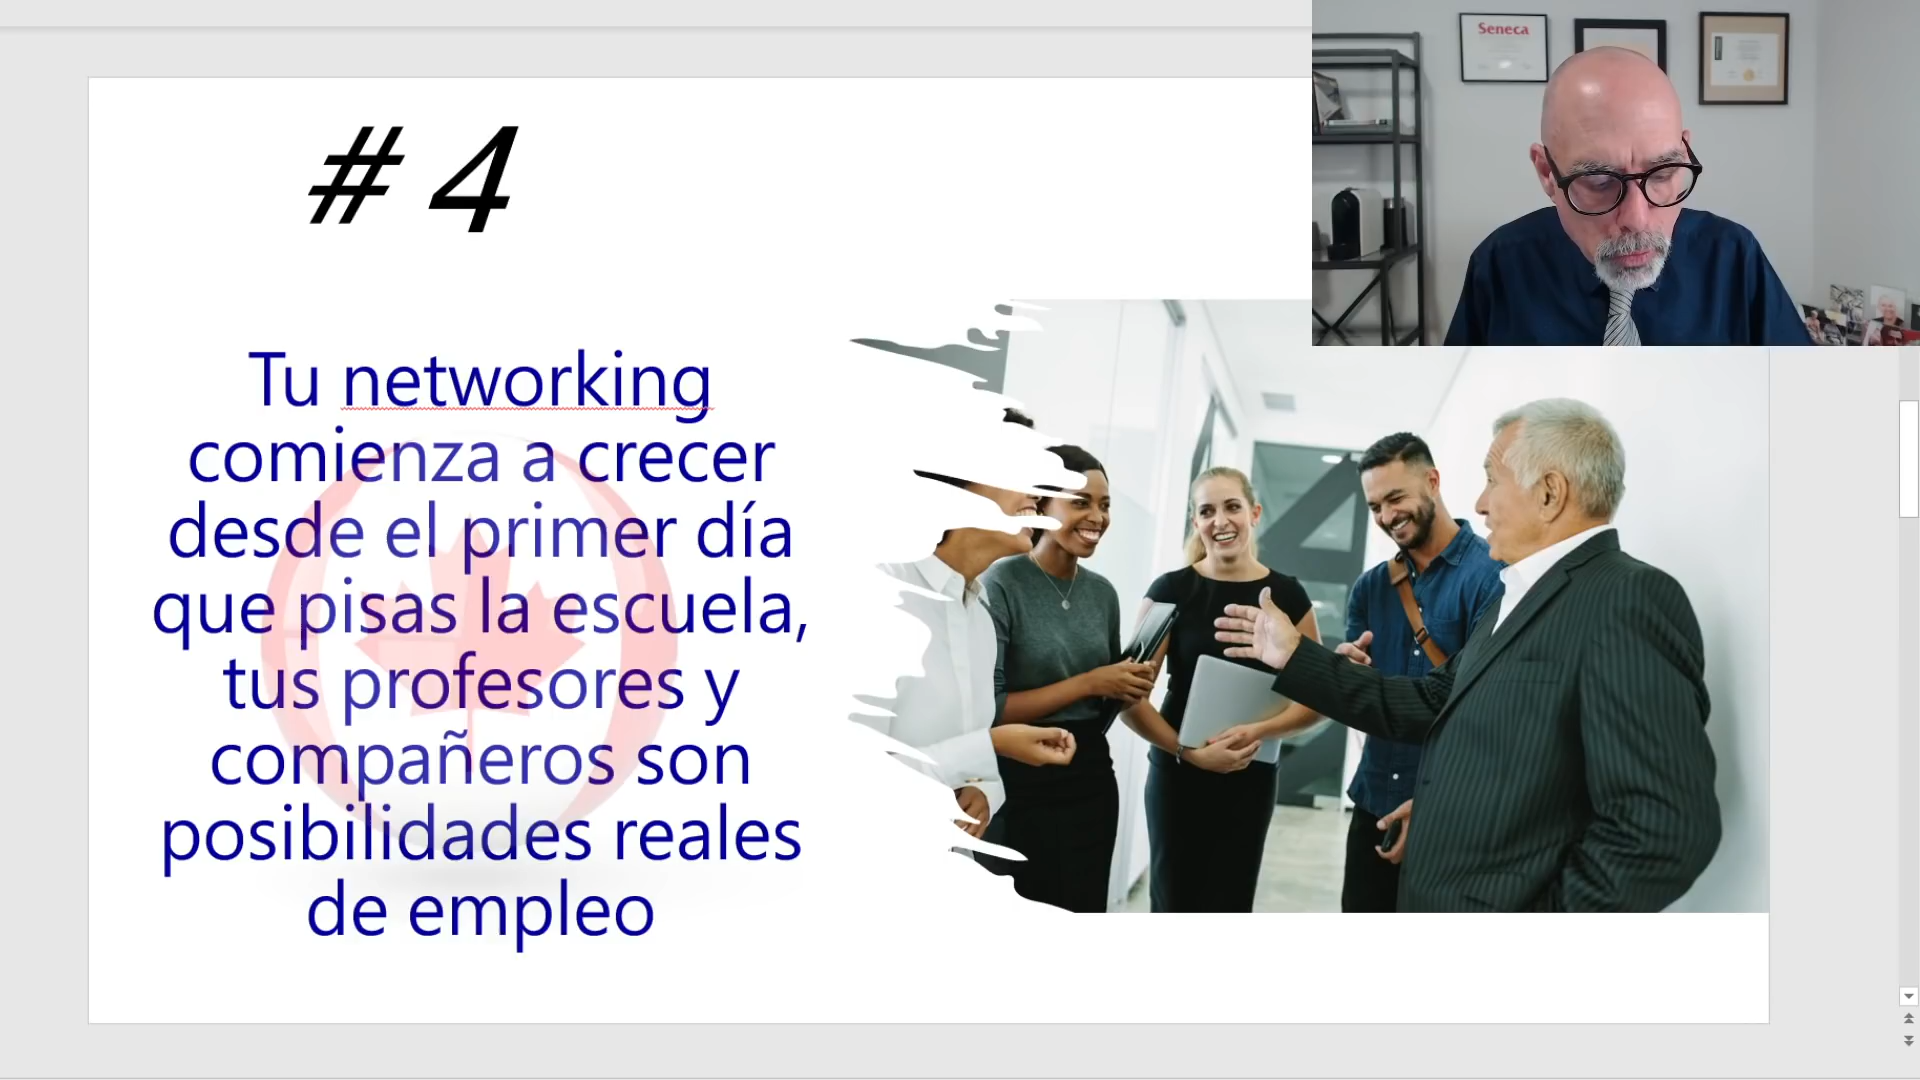 # 4
Tu networking
comienza a crecer
desde el primer día
que pisas la escuela,
tus profesores y
compañeros son
posibilidades reales
de empleo
Seneca